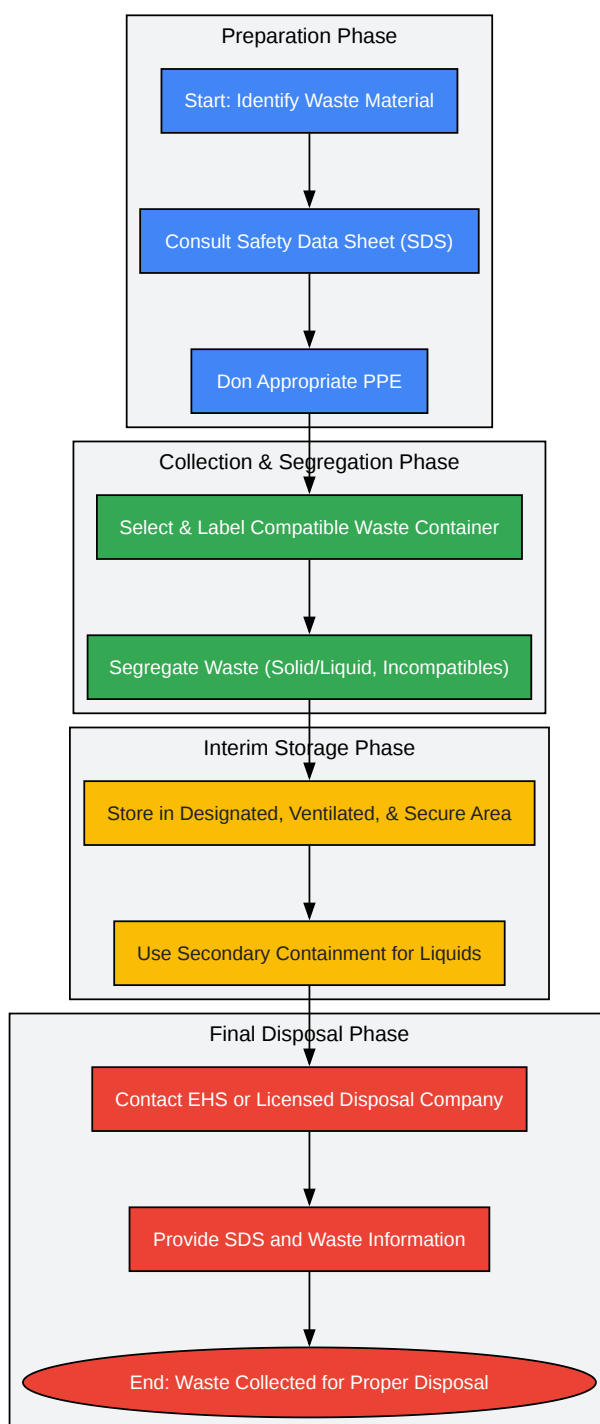 Preparation Phase
Start: Identify Waste Material
Consult Safety Data Sheet (SDS)
Don Appropriate PPE
Collection & Segregation Phase
Select & Label Compatible Waste Container
Segregate Waste (Solid/Liquid, Incompatibles)
Interim Storage Phase
Store in Designated, Ventilated, & Secure Area
Use Secondary Containment for Liquids
Final Disposal Phase
Contact EHS or Licensed Disposal Company
Provide SDS and Waste Information
End: Waste Collected for Proper Disposal